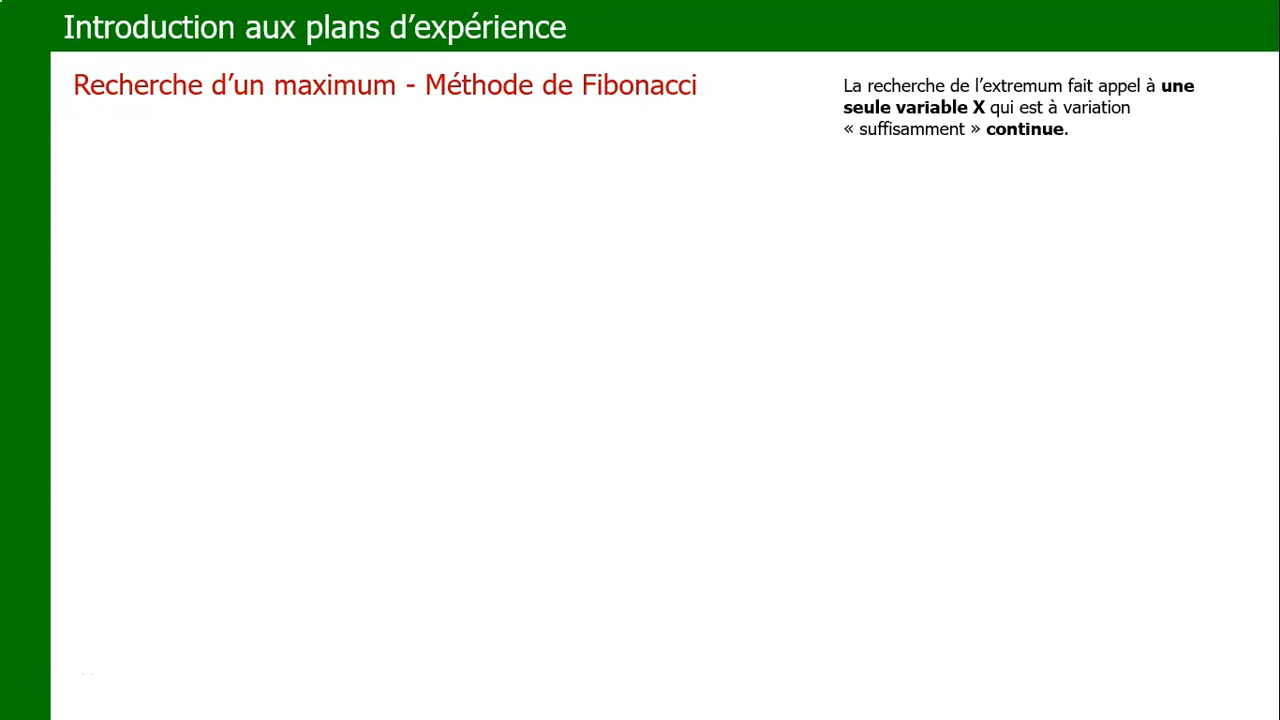 Introduction aux plans d’expérience
Recherche d’un maximum - Méthode de Fibonacci
La recherche de l’extremum fait appel à une
seule variable X qui est à variation
« suffisamment » continue.